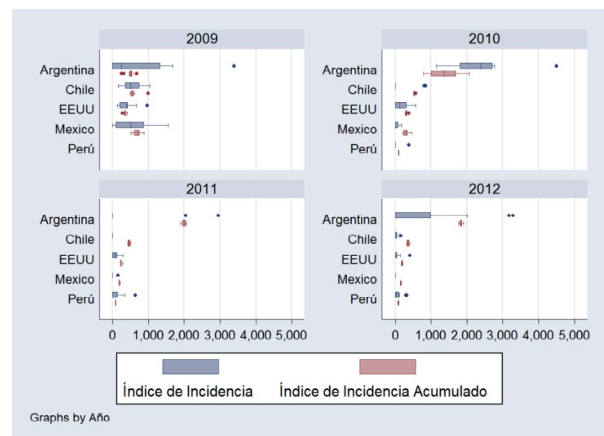 2009
2010
Argentina
Chile
EEUU
Mexico
Perú
Argentina
Chile
EEUU
Mexico
Perú
2011
2012
Argentina
Chile
EEUU
Mexico
Perú
Argentina
Chile
EEUU
Mexico
Perú
0 1,000 2,000 3,000 4,000 5,000
0 1,000 2,000 3,000 4,000 5,000
Índice de Incidencia Índice de Incidencia Acumulado
Graphs by Año